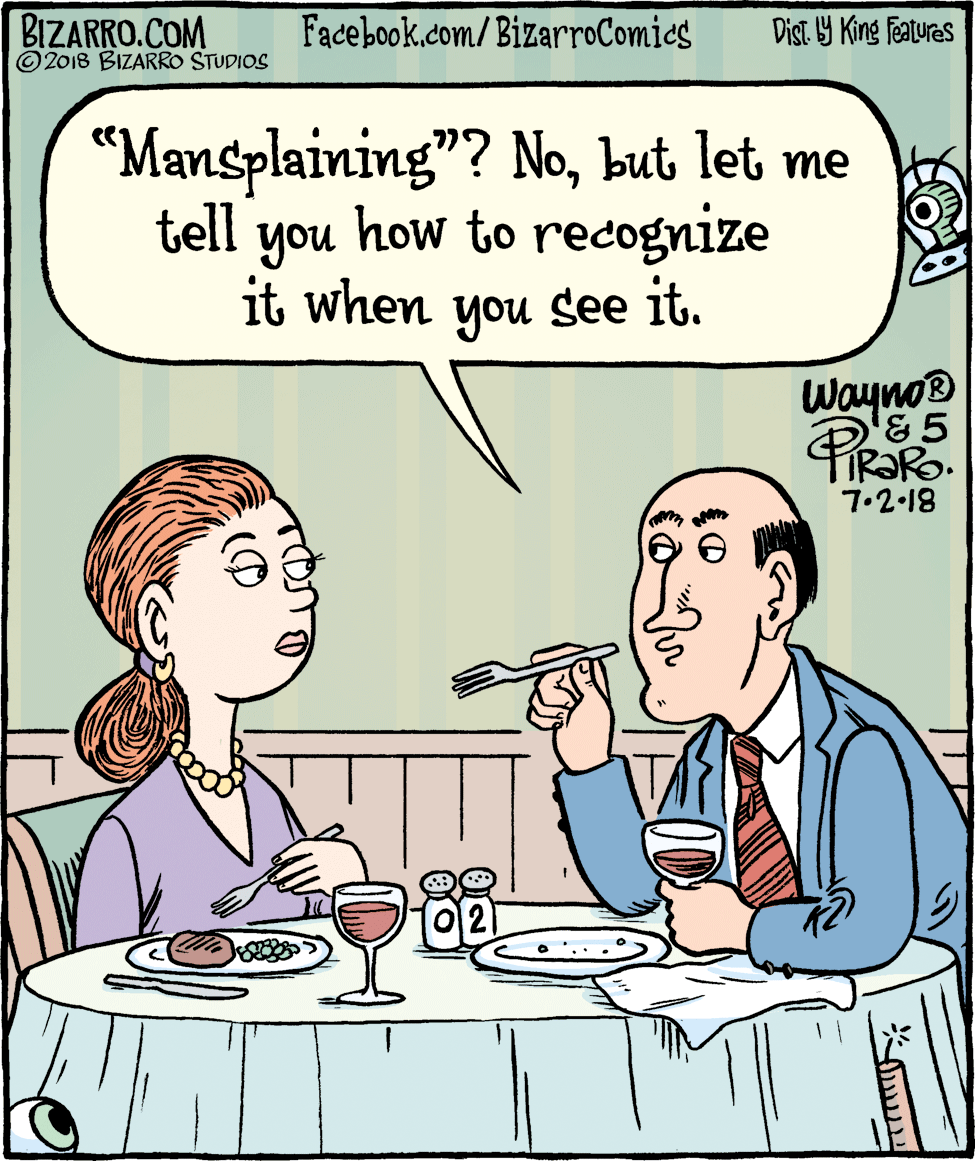 BIZARRO.COM
©2018 BIZARRO STUDIOS
Facebook.com/BizarroComics
Dist. by King Features
“Mansplaining”? No, but let me
tell you how to recognize
it when you see it.
Wayno®
& 5
PIRARO.
7•2•18
O 2
K2